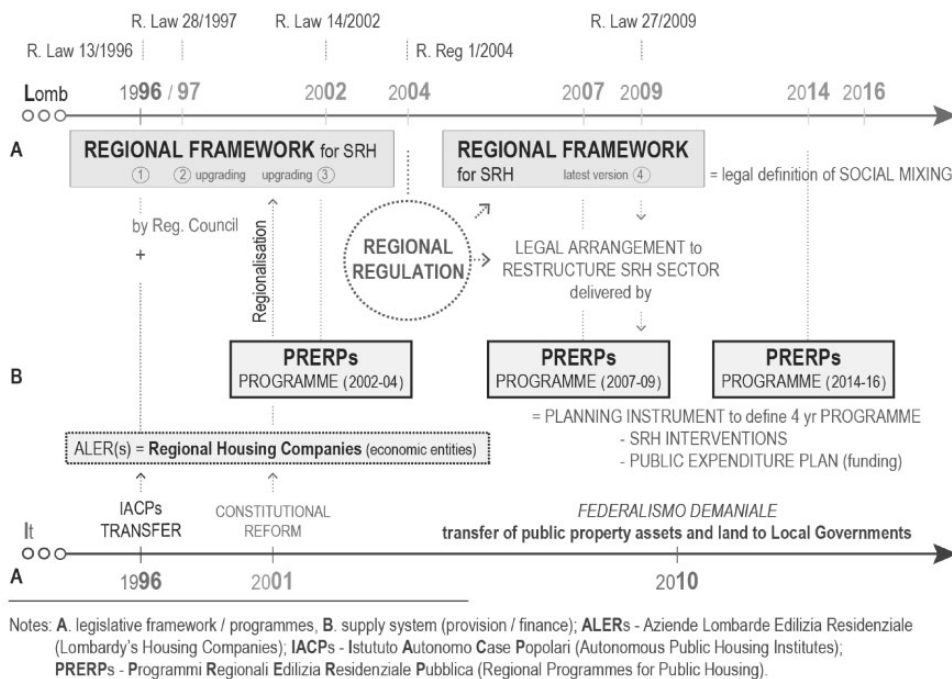 R. Law 28/1997 R. Law 14/2002 R. Law 27/2009
R. Law 13/1996 R. Reg 1/2004
Lomb 1996 / 97 2002 2004 2007 2009 2014 2016
A
REGIONAL FRAMEWORK for SRH
1 2 upgrading upgrading 3
REGIONAL FRAMEWORK
for SRH latest version 4
= legal definition of SOCIAL MIXING
by Reg. Council
+
Regionalisation
REGIONAL
REGULATION
LEGAL ARRANGEMENT to
RESTRUCTURE SRH SECTOR
delivered by
B
PRERPs
PROGRAMME (2002-04)
PRERPs
PROGRAMME (2007-09)
PRERPs
PROGRAMME (2014-16)
= PLANNING INSTRUMENT to define 4 yr PROGRAMME
- SRH INTERVENTIONS
- PUBLIC EXPENDITURE PLAN (funding)
ALER(s) = Regional Housing Companies (economic entities)
IACPs
TRANSFER
CONSTITUTIONAL
REFORM
FEDERALISMO DEMANIALE
transfer of public property assets and land to Local Governments
It
A
1996 2001 2010
Notes: A. legislative framework / programmes, B. supply system (provision / finance); ALERs - Aziende Lombarde Edilizia Residenziale
(Lombardy's Housing Companies); IACPs - Istututo Autonomo Case Popolari (Autonomous Public Housing Institutes);
PRERPs - Programmi Regionali Edilizia Residenziale Pubblica (Regional Programmes for Public Housing).